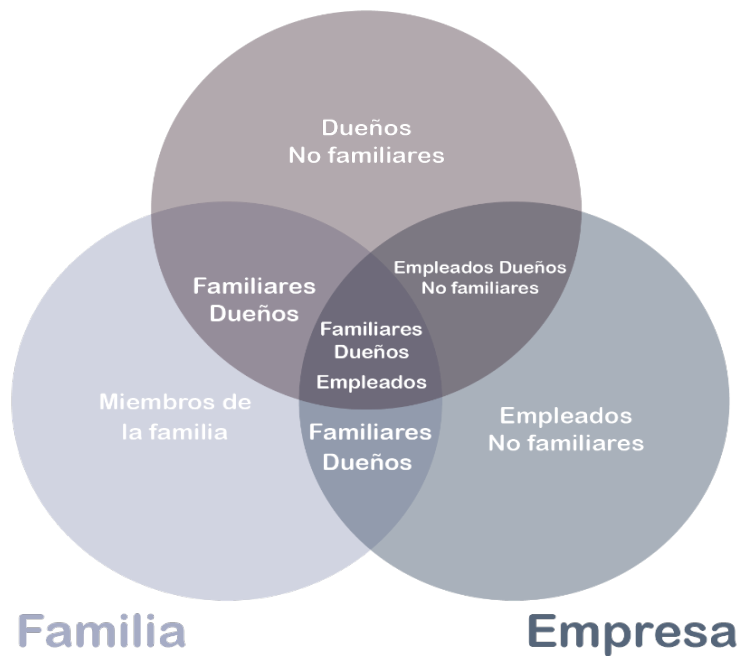 Dueños
No familiares
Familiares
Dueños
Empleados Dueños
No familiares
Familiares
Dueños
Empleados
Miembros de
la familia
Familiares
Dueños
Empleados
No familiares
Familia
Empresa